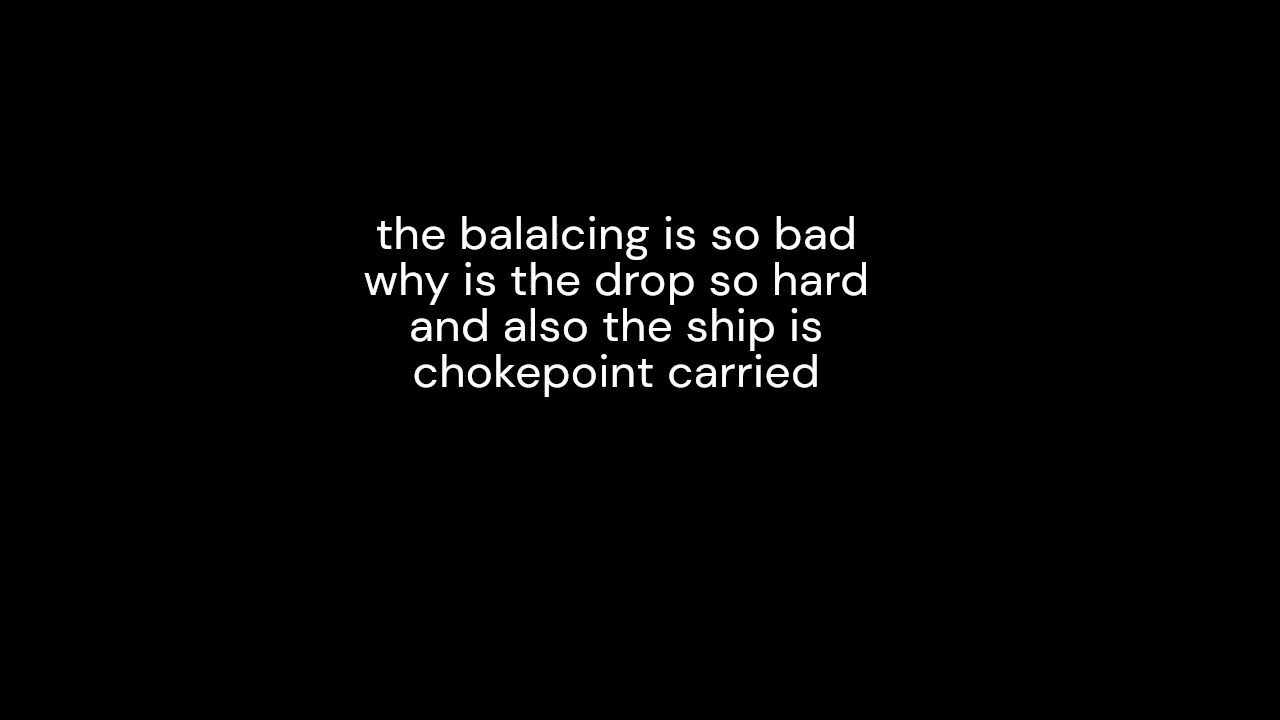 the balalcing is so bad
why is the drop so hard
and also the ship is
chokepoint carried